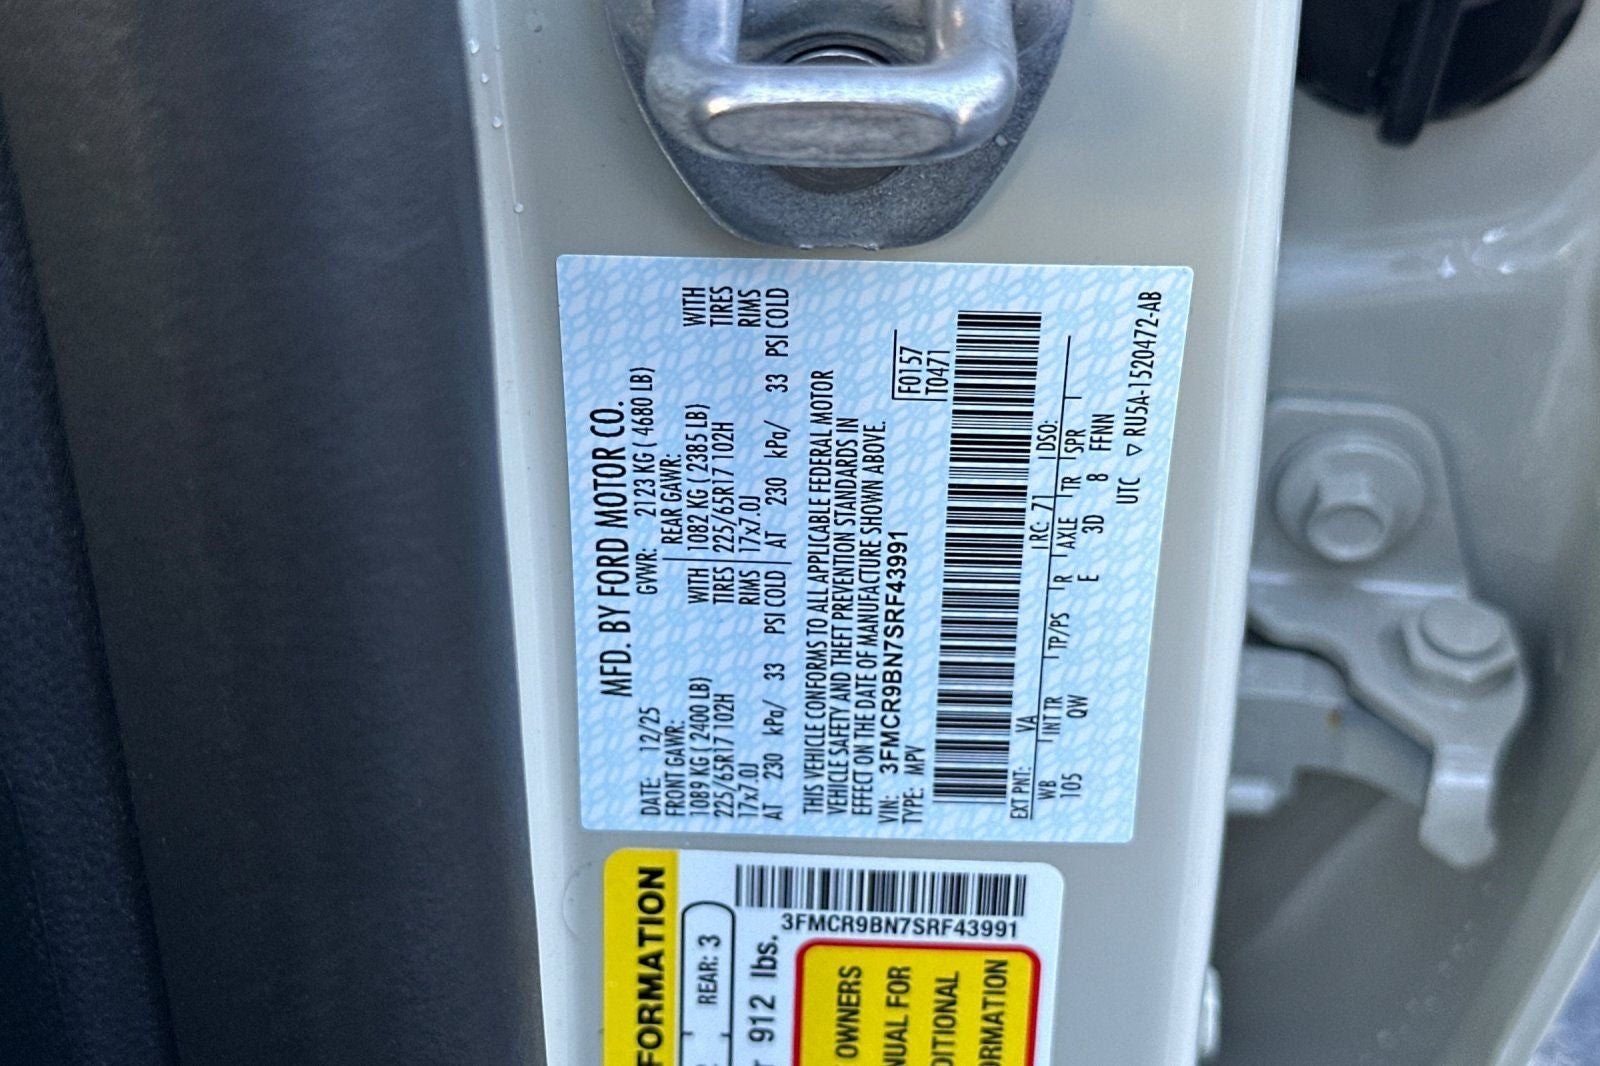 MFD. BY FORD MOTOR CO.
DATE: 12/25 GVWR: 2123 KG ( 4680 LB)
FRONT GAWR: REAR GAWR:
1089 KG ( 2400 LB) WITH 1082 KG ( 2385 LB) WITH
225/65R17 102H TIRES 225/65R17 102H TIRES
17x7.0J RIMS 17x7.0J RIMS
AT 230 kPa/ 33 PSI COLD AT 230 kPa/ 33 PSI COLD
THIS VEHICLE CONFORMS TO ALL APPLICABLE FEDERAL MOTOR
VEHICLE SAFETY AND THEFT PREVENTION STANDARDS IN
EFFECT ON THE DATE OF MANUFACTURE SHOWN ABOVE.
VIN: 3FMCR9BN7SRF43991 F0157
TYPE: MPV T0471
EXT PNT: VA RC: 71 DSO:
WB INT TR TP/PS R AXLE TR SPR
105 QW E 3D 8 FFNN
UTC ▽ RU5A-1520472-AB
FORMATION
REAR: 3
912 lbs.
3FMCR9BN7SRF43991
OWNERS
NUAL FOR
DITIONAL
ORMATION